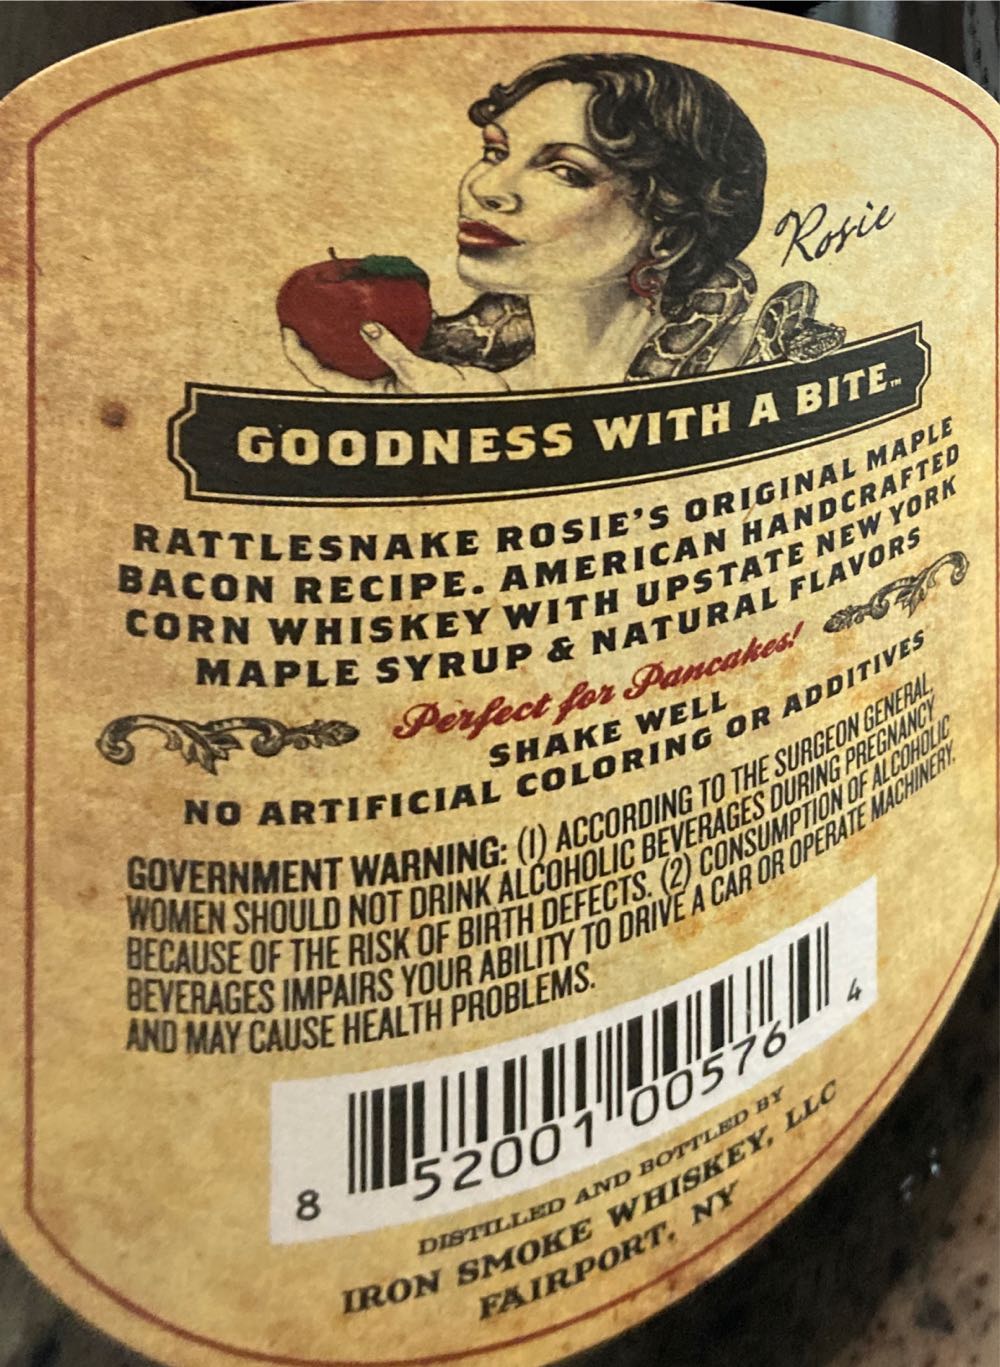 Rosie
GOODNESS WITH A BITE™
RATTLESNAKE ROSIE'S ORIGINAL MAPLE
BACON RECIPE. AMERICAN HANDCRAFTED
CORN WHISKEY WITH UPSTATE NEW YORK
MAPLE SYRUP & NATURAL FLAVORS
Perfect for Pancakes!
SHAKE WELL
NO ARTIFICIAL COLORING OR ADDITIVES
GOVERNMENT WARNING: (1) ACCORDING TO THE SURGEON GENERAL,
WOMEN SHOULD NOT DRINK ALCOHOLIC BEVERAGES DURING PREGNANCY
BECAUSE OF THE RISK OF BIRTH DEFECTS. (2) CONSUMPTION OF ALCOHOLIC
BEVERAGES IMPAIRS YOUR ABILITY TO DRIVE A CAR OR OPERATE MACHINERY,
AND MAY CAUSE HEALTH PROBLEMS.
8 52001 00576 4
DISTILLED AND BOTTLED BY
IRON SMOKE WHISKEY, LLC
FAIRPORT, NY